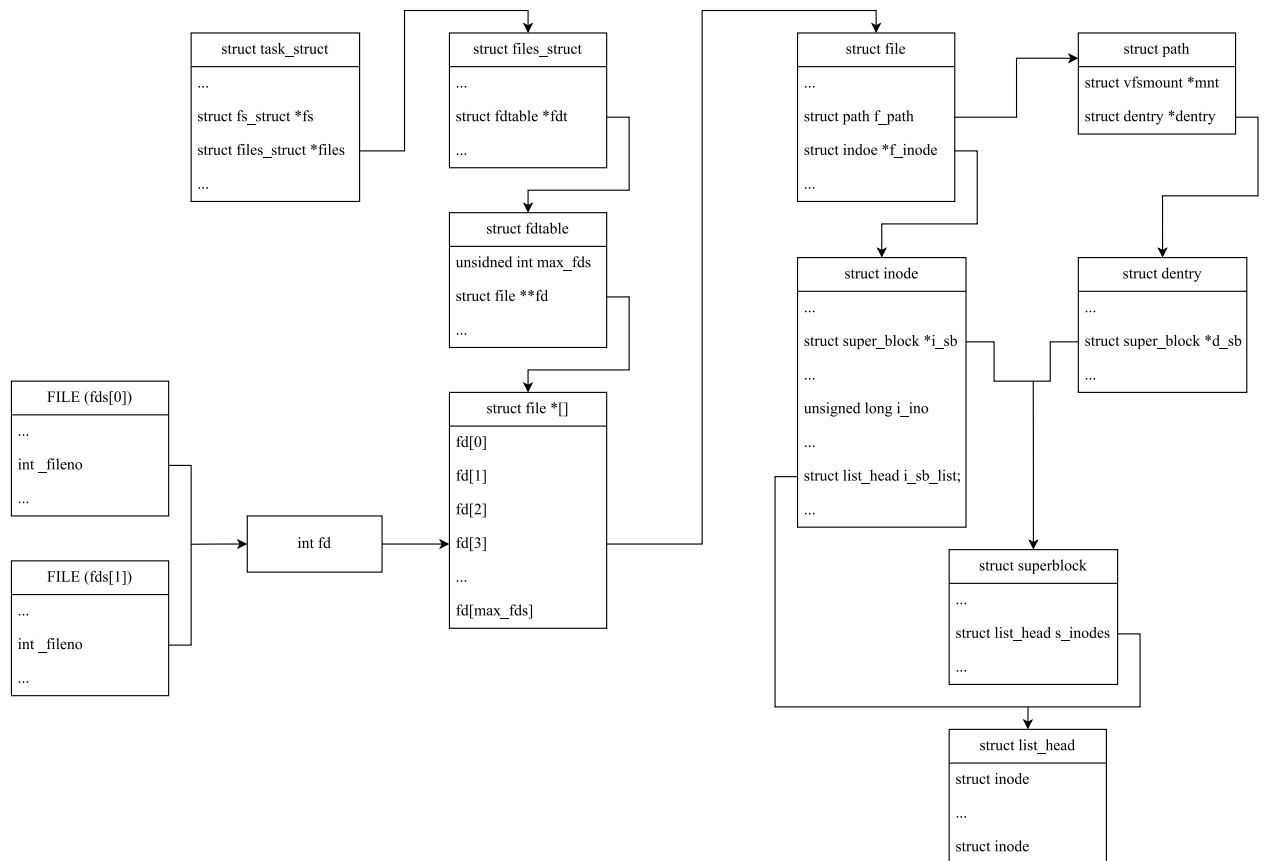 struct task_struct
...
struct fs_struct *fs
struct files_struct *files
...
struct files_struct
...
struct fdtable *fdt
...
struct fdtable
unsidned int max_fds
struct file **fd
...
FILE (fds[0])
...
int _fileno
...
FILE (fds[1])
...
int _fileno
...
int fd
struct file *[]
fd[0]
fd[1]
fd[2]
fd[3]
...
fd[max_fds]
struct file
...
struct path f_path
struct indoe *f_inode
...
struct path
struct vfsmount *mnt
struct dentry *dentry
struct inode
...
struct super_block *i_sb
...
unsigned long i_ino
...
struct list_head i_sb_list;
...
struct dentry
...
struct super_block *d_sb
...
struct superblock
...
struct list_head s_inodes
...
struct list_head
struct inode
...
struct inode